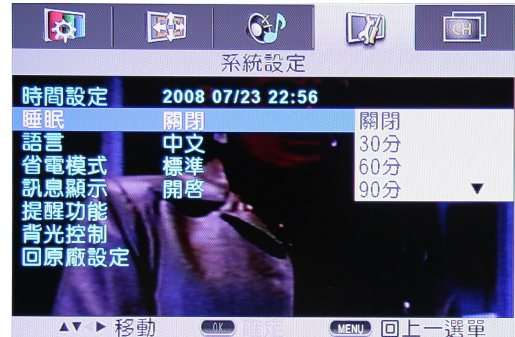 CH
系統設定
時間設定 2008 07/23 22:56
睡眠 關閉 關閉
語言 中文 30分
省電模式 標準 60分
訊息顯示 開啓 90分
提醒功能
背光控制
回原廠設定
移動 OK 確定 MENU 回上一選單